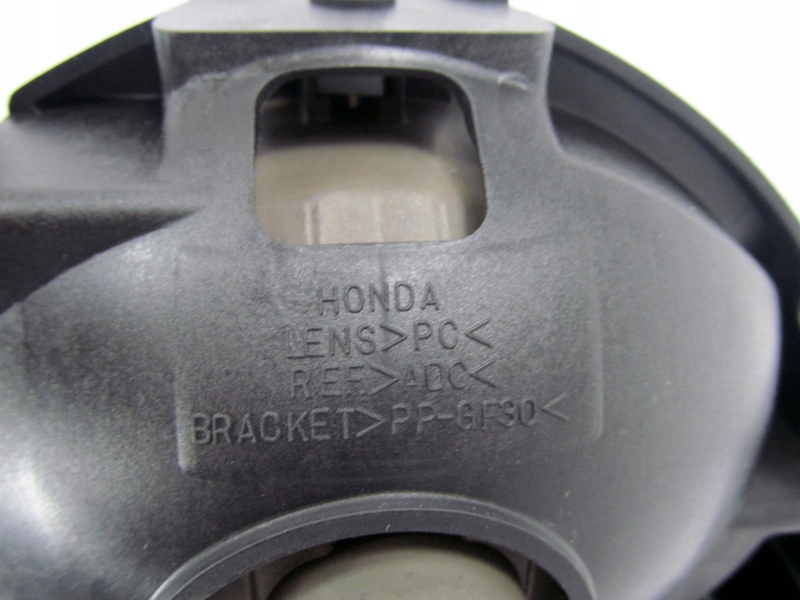 HONDA
LENS>PC<
REF>ADC<
BRACKET>PP-GF30<